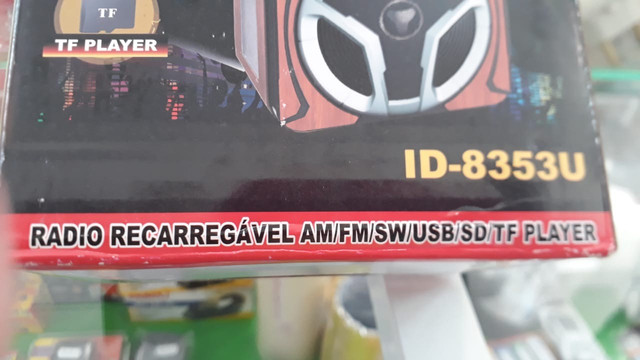 TF
TF PLAYER
ID-8353U
RADIO RECARREGÁVEL AM/FM/SW/USB/SD/TF PLAYER